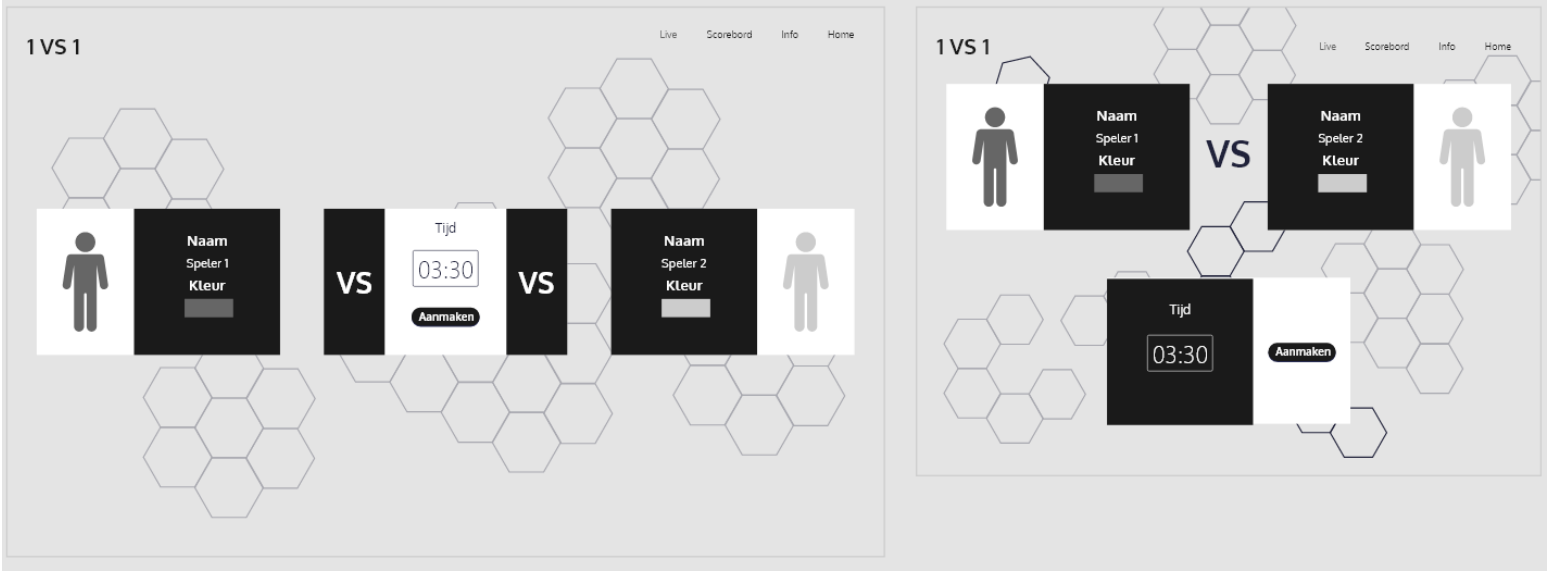 1 VS 1
Live Scorebord Info Home
Naam
Speler 1
Kleur
VS
Tijd
03:30
Aanmaken
VS
Naam
Speler 2
Kleur
1 VS 1
Live Scorebord Info Home
Naam
Speler 1
Kleur
VS
Naam
Speler 2
Kleur
Tijd
03:30
Aanmaken